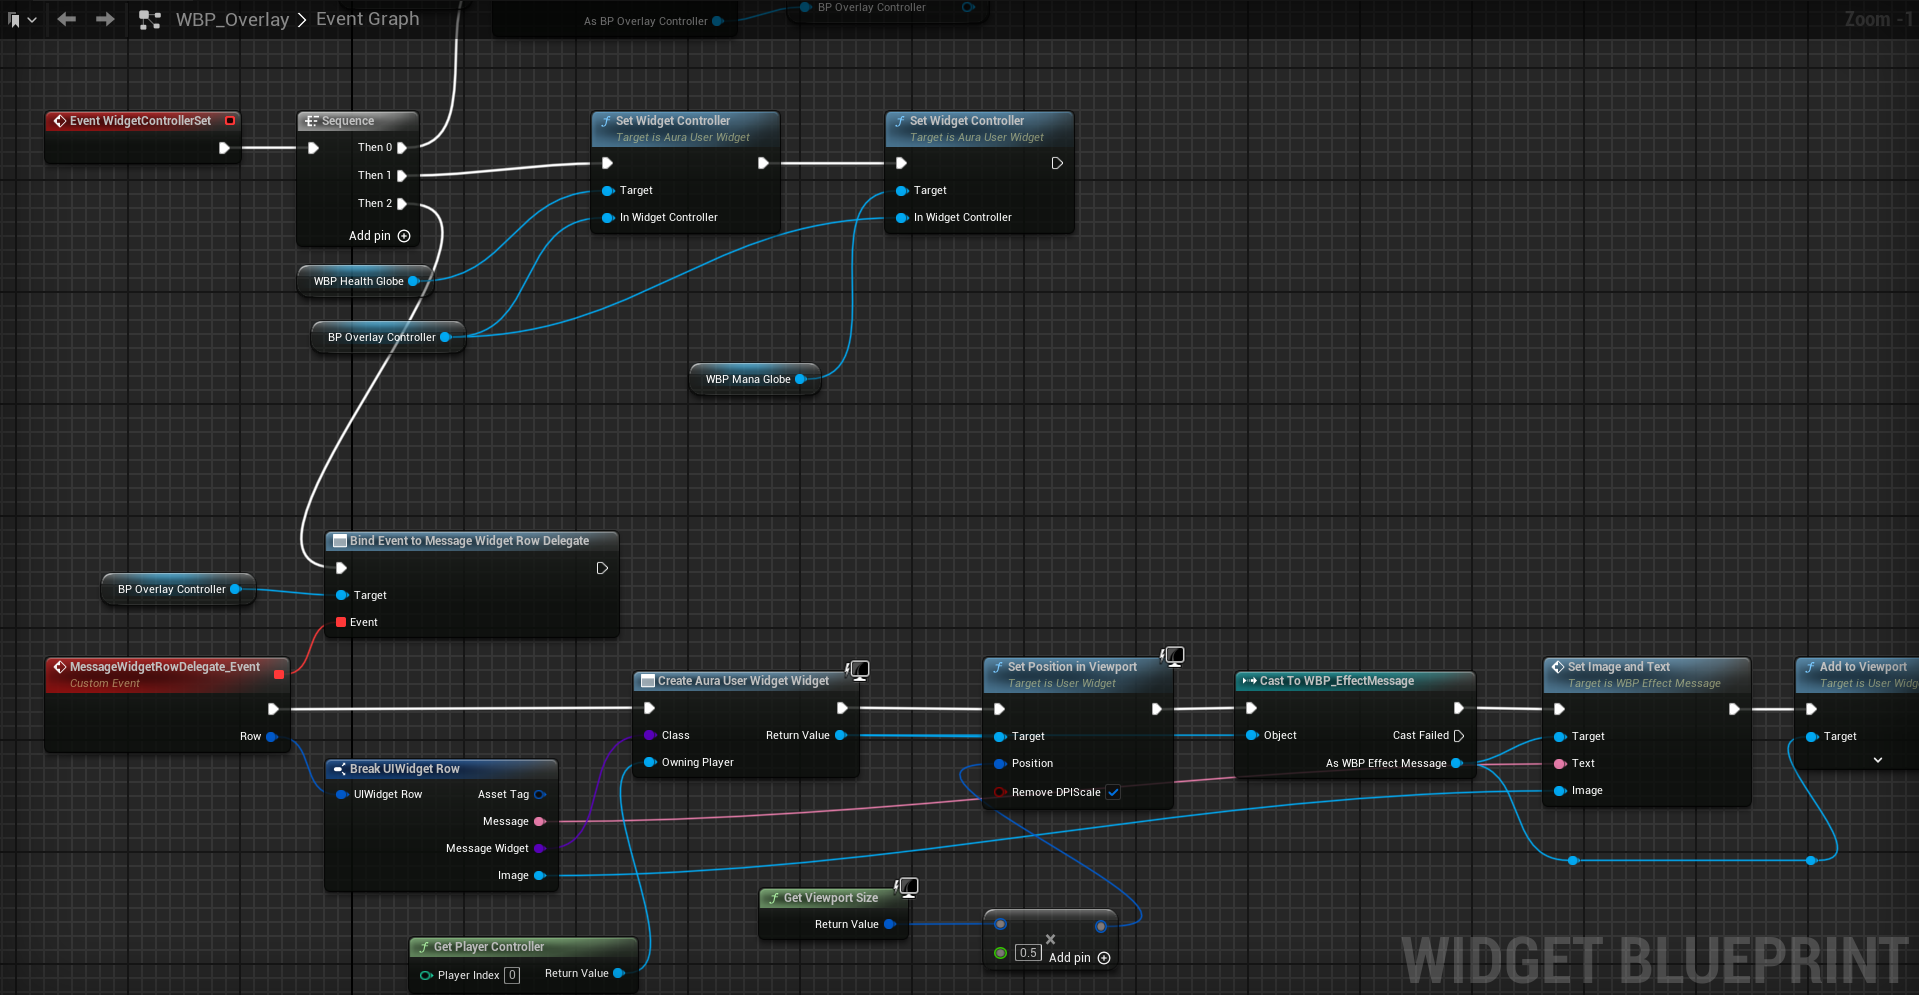 WBP_Overlay > Event Graph
Zoom -1
As BP Overlay Controller
BP Overlay Controller
Event WidgetControllerSet
Sequence
Then 0
Then 1
Then 2
Add pin
Set Widget Controller
Target is Aura User Widget
Target
In Widget Controller
Set Widget Controller
Target is Aura User Widget
Target
In Widget Controller
WBP Health Globe
BP Overlay Controller
WBP Mana Globe
Bind Event to Message Widget Row Delegate
Target
Event
BP Overlay Controller
MessageWidgetRowDelegate_Event
Custom Event
Row
Break UIWidget Row
UIWidget Row
Asset Tag
Message
Message Widget
Image
Create Aura User Widget Widget
Class
Return Value
Owning Player
Set Position in Viewport
Target is User Widget
Target
Position
Remove DPIScale
Cast To WBP_EffectMessage
Object
Cast Failed
As WBP Effect Message
Set Image and Text
Target is WBP Effect Message
Target
Text
Image
Add to Viewport
Target is User Widg
Target
Get Viewport Size
Return Value
0.5
Add pin
Get Player Controller
Player Index 0
Return Value
WIDGET BLUEPRINT